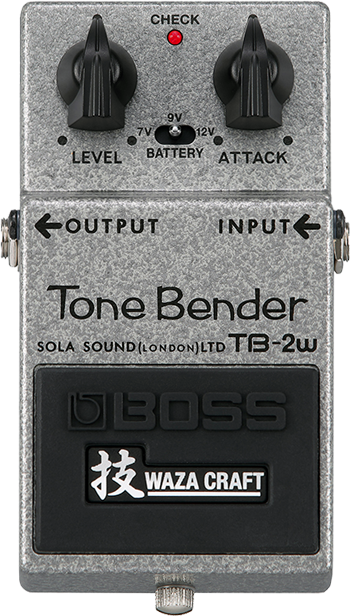 CHECK
9V
7V 12V
LEVEL BATTERY ATTACK
OUTPUT INPUT
Tone Bender
SOLA SOUND (LONDON) LTD TB-2w
BOSS
技 WAZA CRAFT